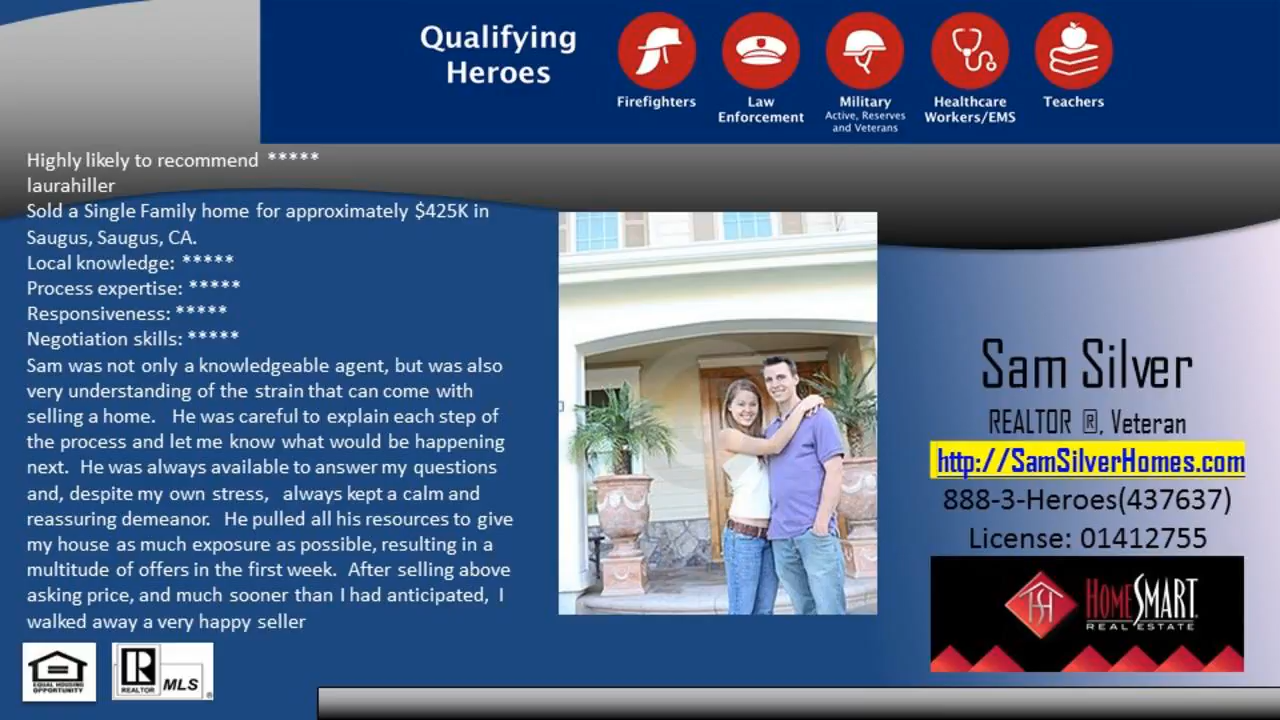 Qualifying
Heroes
Firefighters
Law
Enforcement
Military
Active, Reserves
and Veterans
Healthcare
Workers/EMS
Teachers
Highly likely to recommend *****
laurahiller
Sold a Single Family home for approximately $425K in
Saugus, Saugus, CA.
Local knowledge: *****
Process expertise: *****
Responsiveness: *****
Negotiation skills: *****
Sam was not only a knowledgeable agent, but was also
very understanding of the strain that can come with
selling a home. He was careful to explain each step of
the process and let me know what would be happening
next. He was always available to answer my questions
and, despite my own stress, always kept a calm and
reassuring demeanor. He pulled all his resources to give
my house as much exposure as possible, resulting in a
multitude of offers in the first week. After selling above
asking price, and much sooner than I had anticipated, I
walked away a very happy seller
Sam Silver
REALTOR ®, Veteran
http://SamSilverHomes.com
888-3-Heroes(437637)
License: 01412755
HOMESMART
REAL ESTATE
EQUAL HOUSING
OPPORTUNITY
R
REALTOR
MLS
®